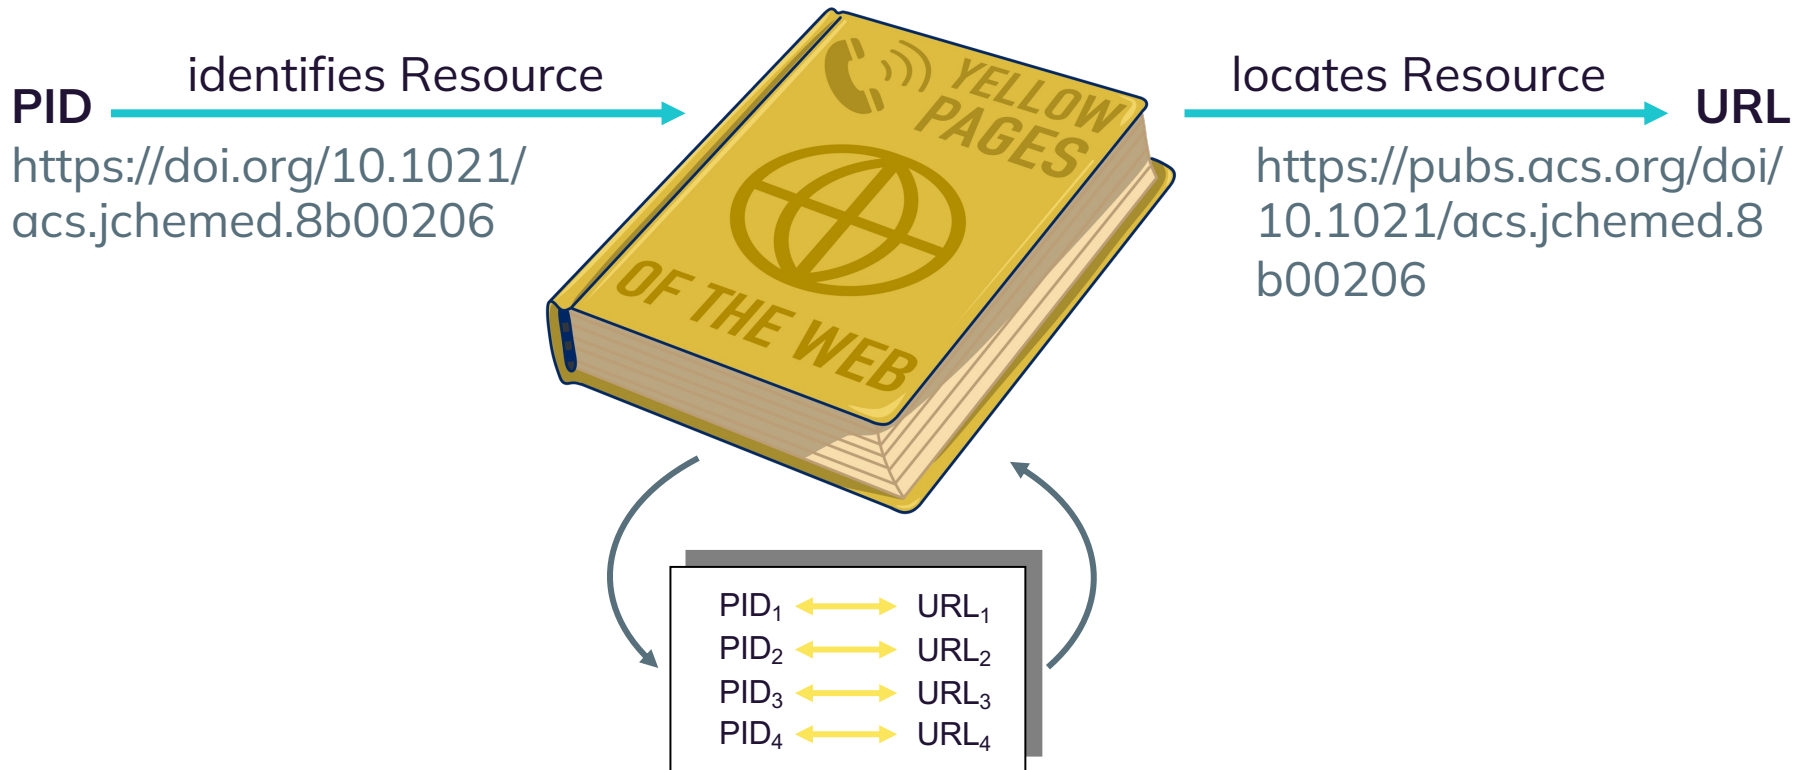 identifies Resource
PID
https://doi.org/10.1021/
acs.jchemed.8b00206
YELLOW
PAGES
OF THE WEB
locates Resource
URL
https://pubs.acs.org/doi/
10.1021/acs.jchemed.8
b00206
PID₁ URL₁
PID₂ URL₂
PID₃ URL₃
PID₄ URL₄